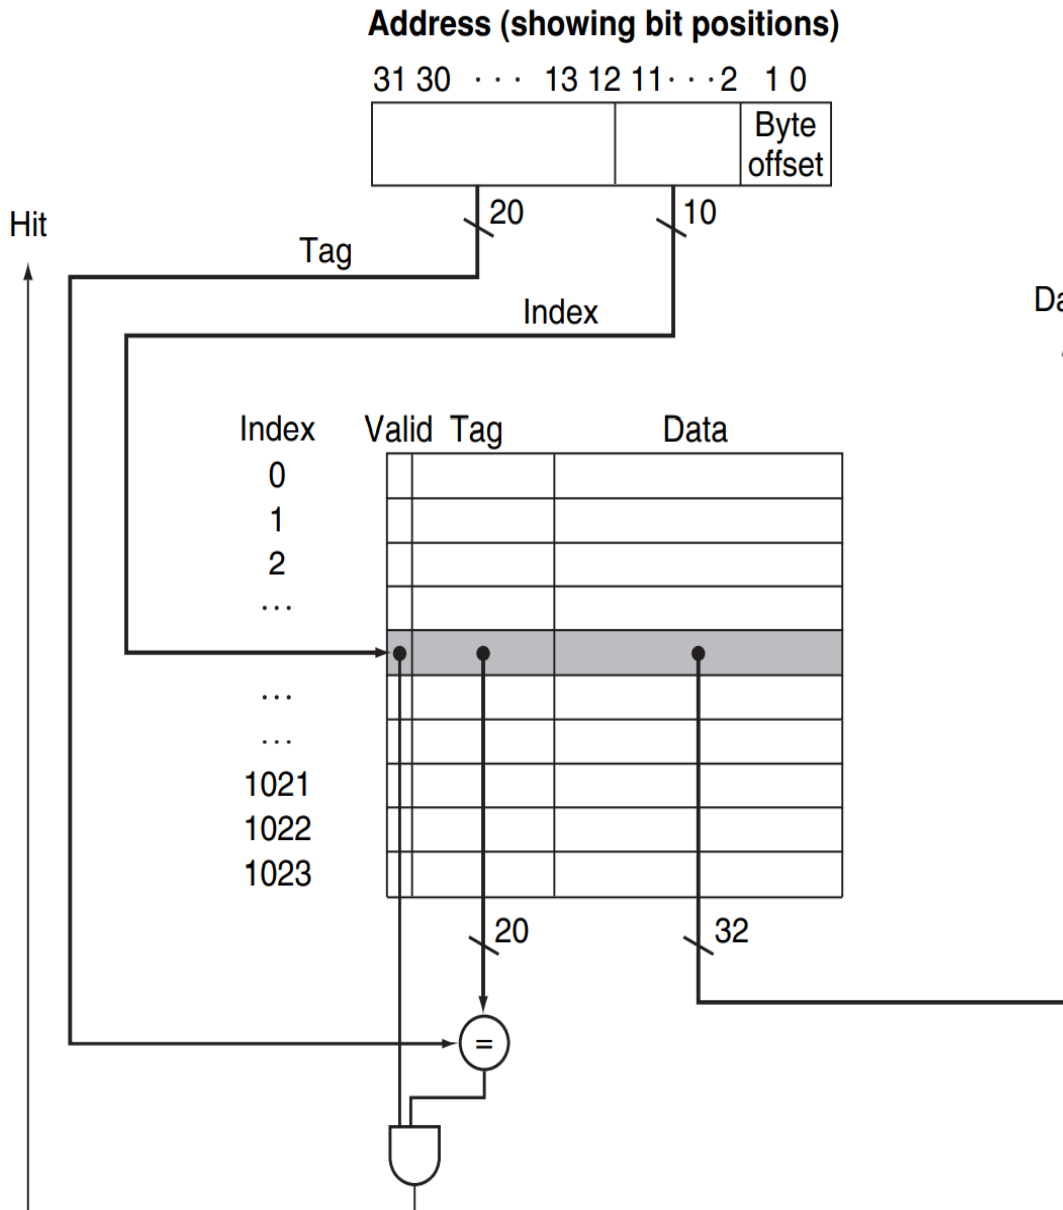 Address (showing bit positions)
31 30 · · · 13 12 11 · · · 2 1 0
Byte
offset
20
10
Hit
Tag
Da
Index
Index Valid Tag Data
0
1
2
· · ·
· · ·
· · ·
1021
1022
1023
20
32
=